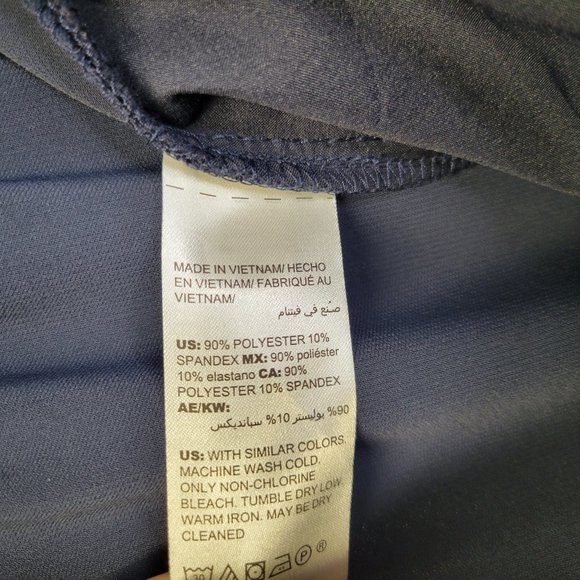 MADE IN VIETNAM/ HECHO
EN VIETNAM/ FABRIQUÉ AU
VIETNAM/
صنع في فيتنام
US: 90% POLYESTER 10%
SPANDEX MX: 90% poliéster
10% elastano CA: 90%
POLYESTER 10% SPANDEX
AE/KW:
90% بوليستر 10% سبانديكس
US: WITH SIMILAR COLORS.
MACHINE WASH COLD.
ONLY NON-CHLORINE
BLEACH. TUMBLE DRY LOW.
WARM IRON. MAY BE DRY
CLEANED
30 P ®